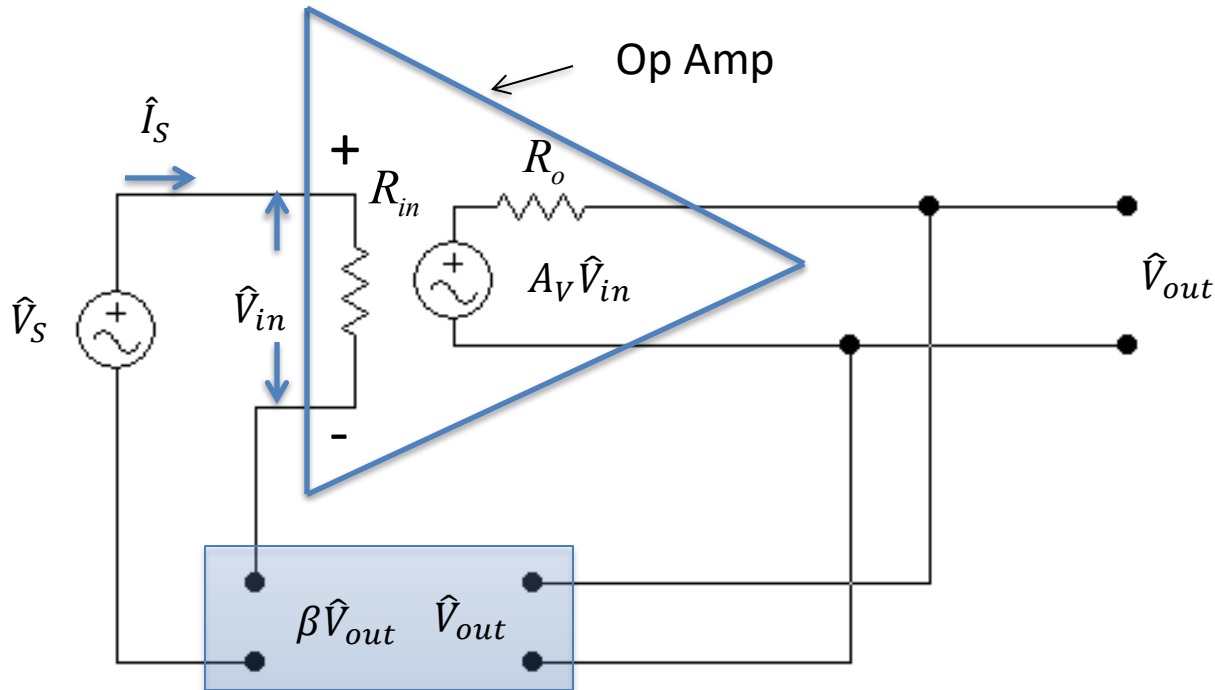 Op Amp
Î_S
+
R_in
R_o
V̂_S
+
V̂_in
+
A_V V̂_in
V̂_out
-
βV̂_out V̂_out